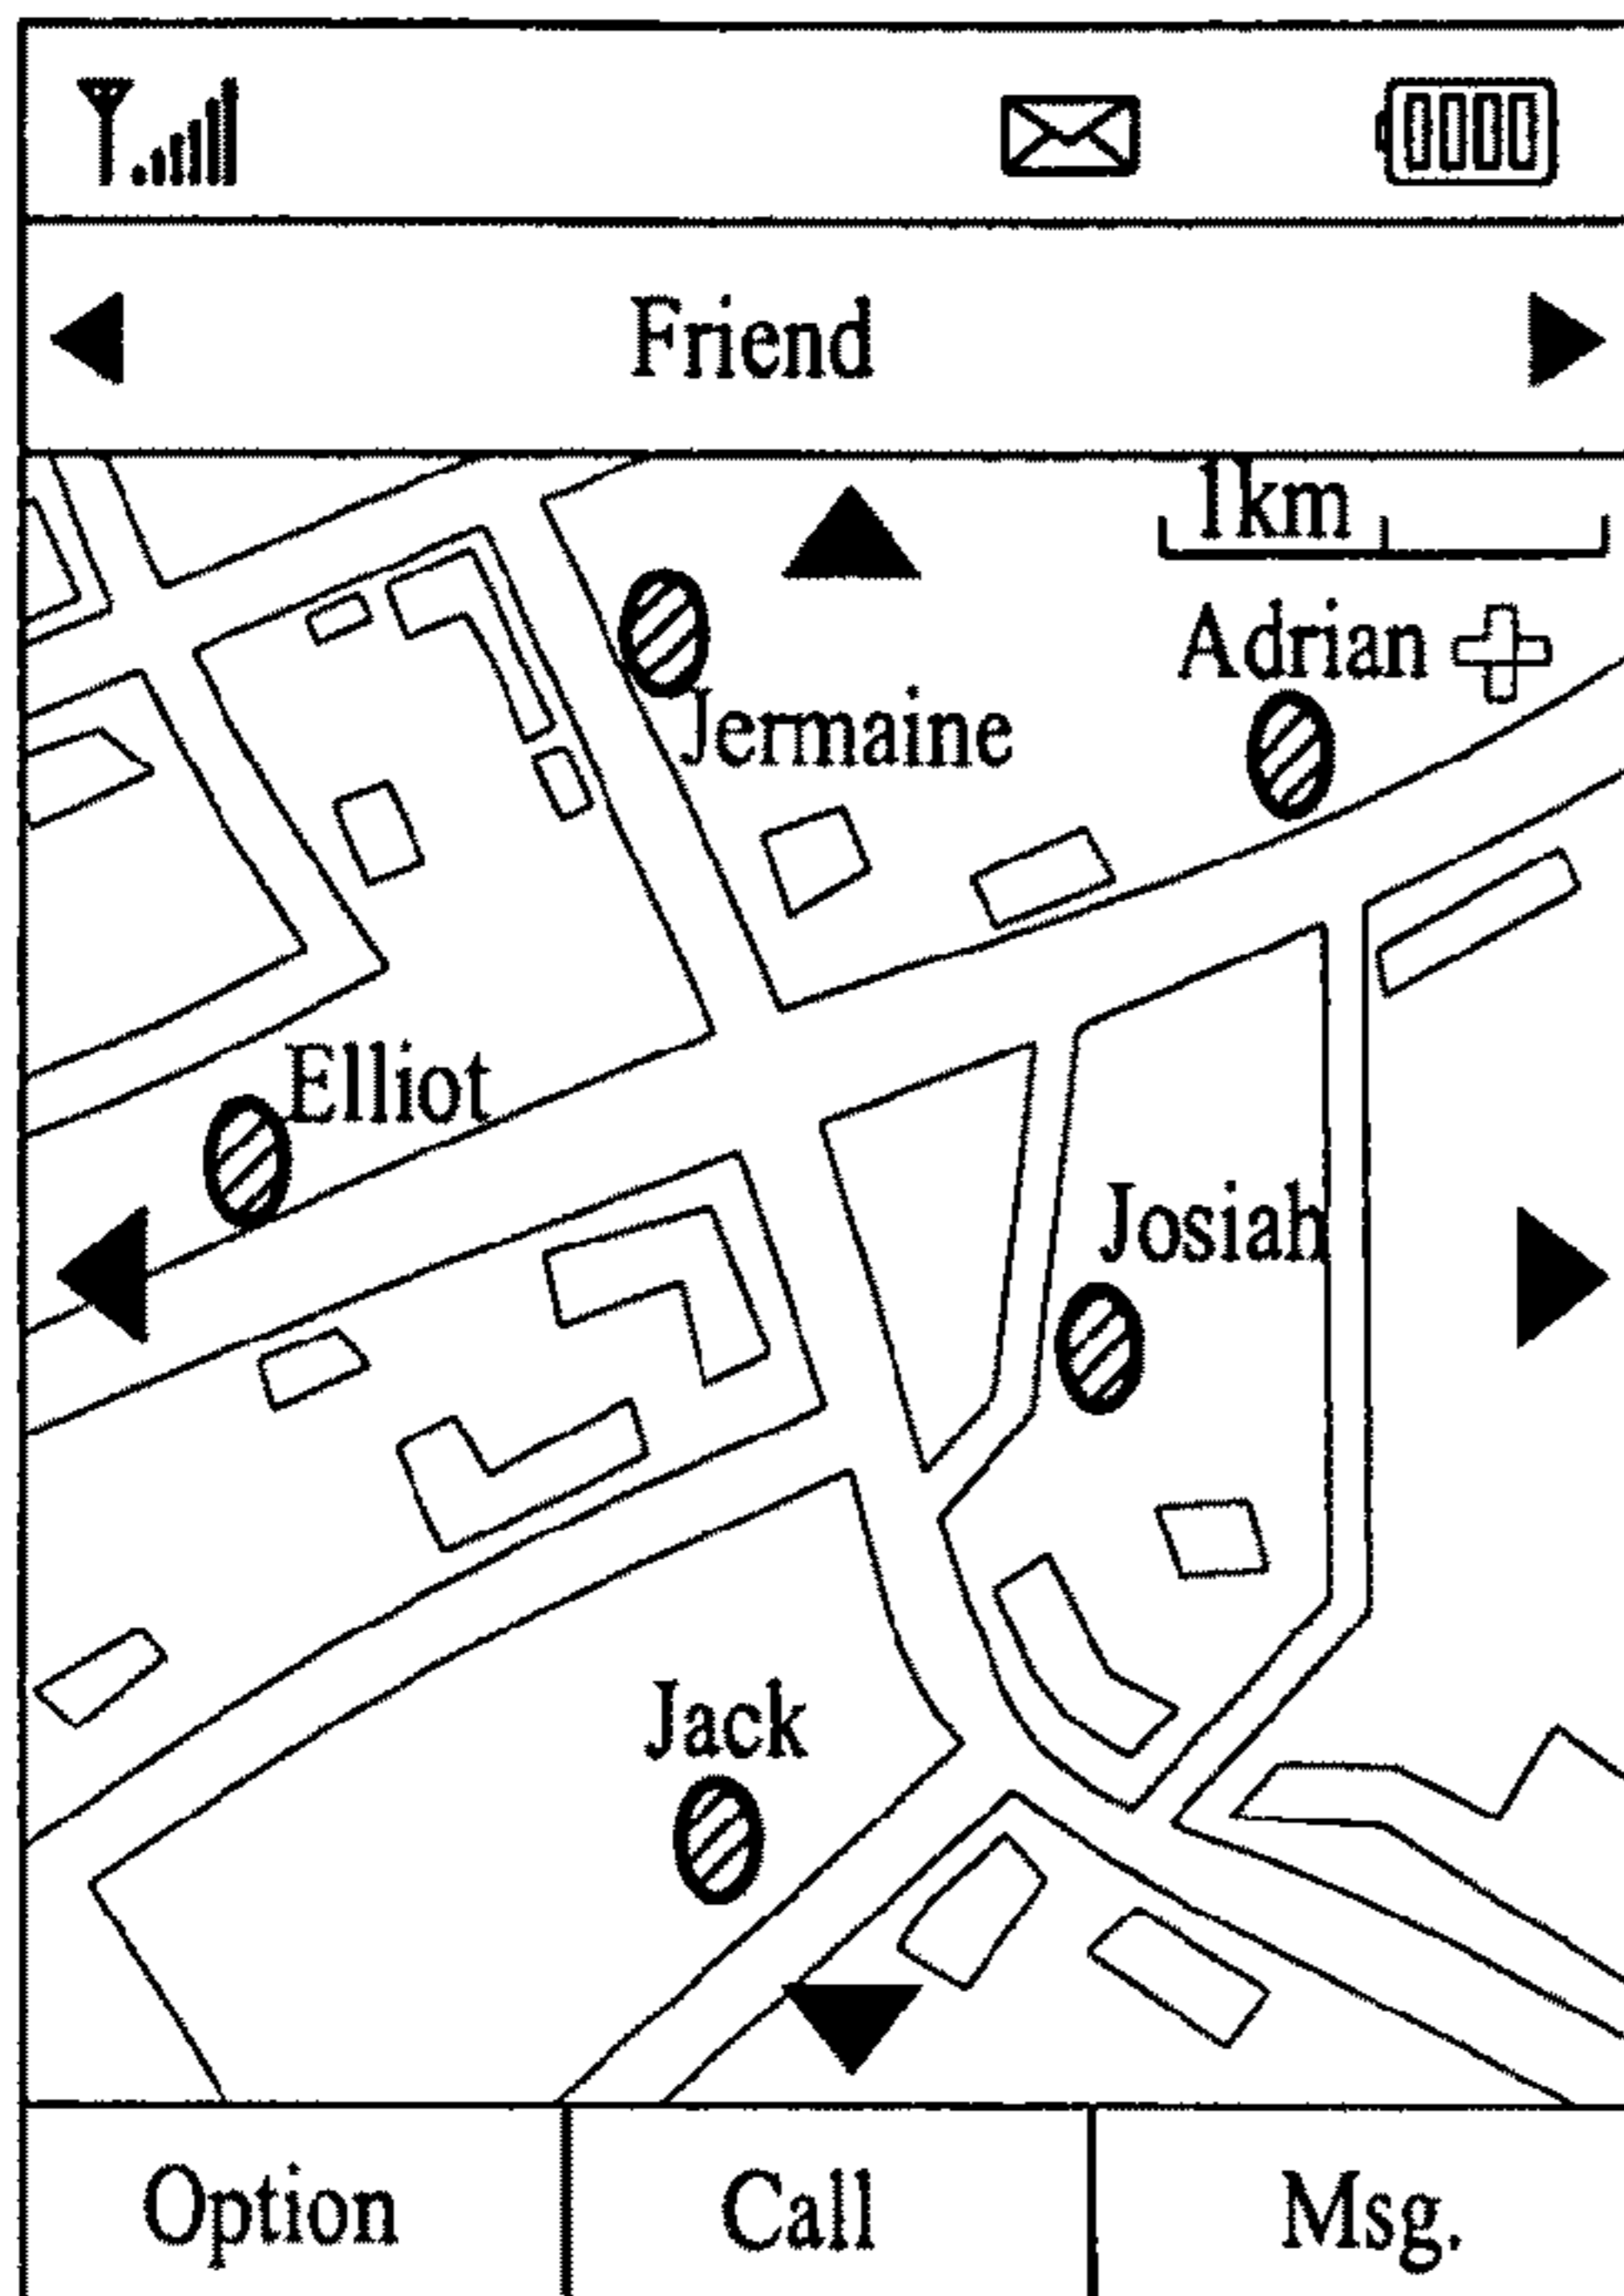 Friend
1km
Adrian
Jermaine
Elliot
Josiah
Jack
Option Call Msg.